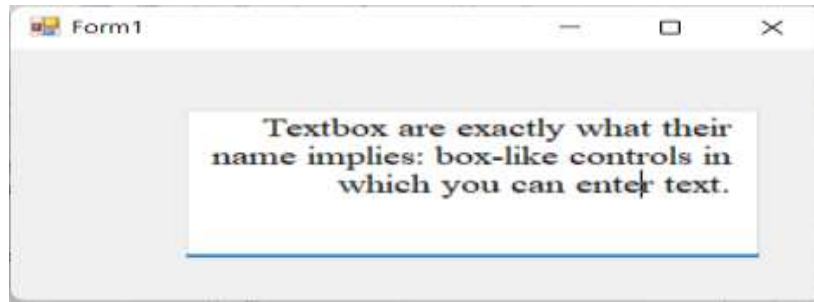 Form1
Textbox are exactly what their
name implies: box-like controls in
which you can enter text.